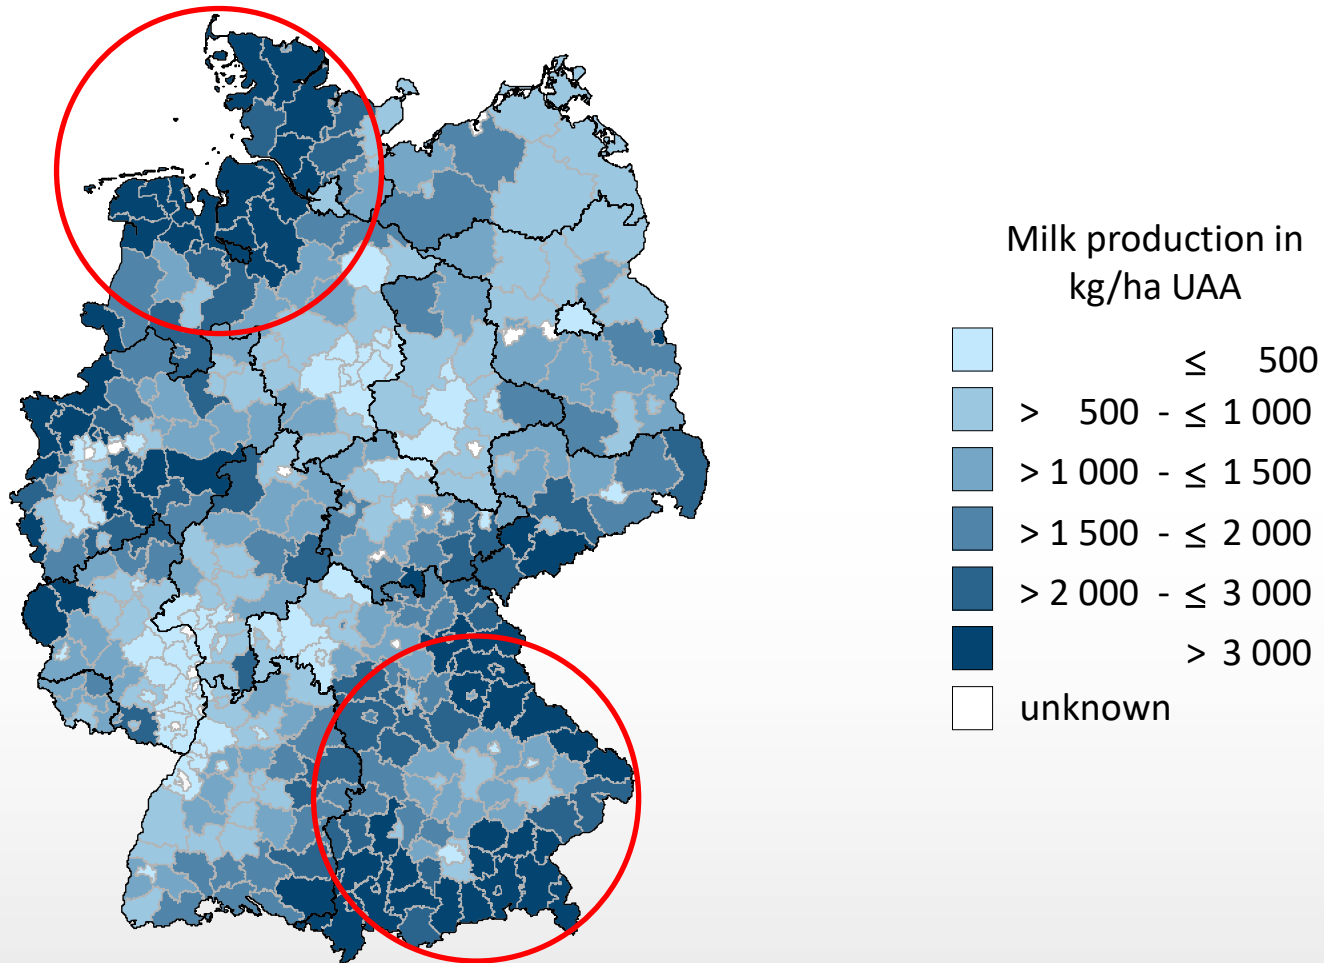 Milk production in
kg/ha UAA
≤ 500
> 500 - ≤ 1 000
> 1 000 - ≤ 1 500
> 1 500 - ≤ 2 000
> 2 000 - ≤ 3 000
> 3 000
unknown